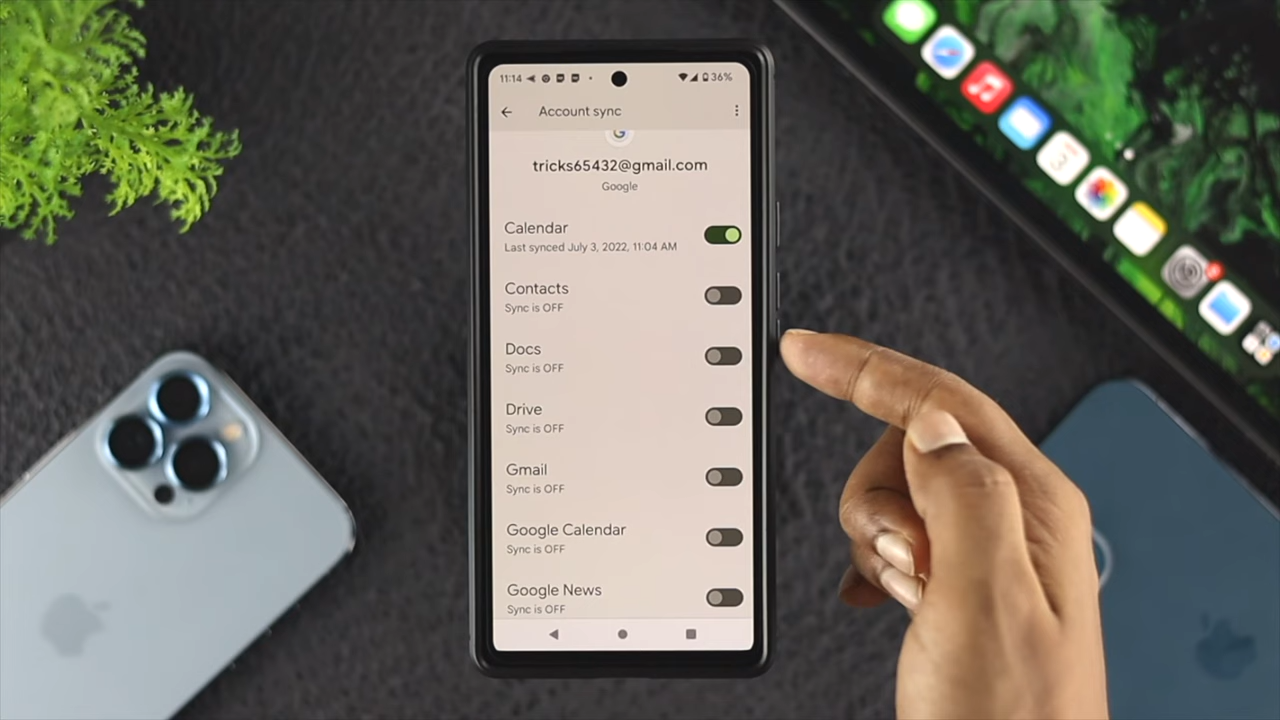 11:14
36%
Account sync
tricks65432@gmail.com
Google
Calendar
Last synced July 3, 2022, 11:04 AM
Contacts
Sync is OFF
Docs
Sync is OFF
Drive
Sync is OFF
Gmail
Sync is OFF
Google Calendar
Sync is OFF
Google News
Sync is OFF
3